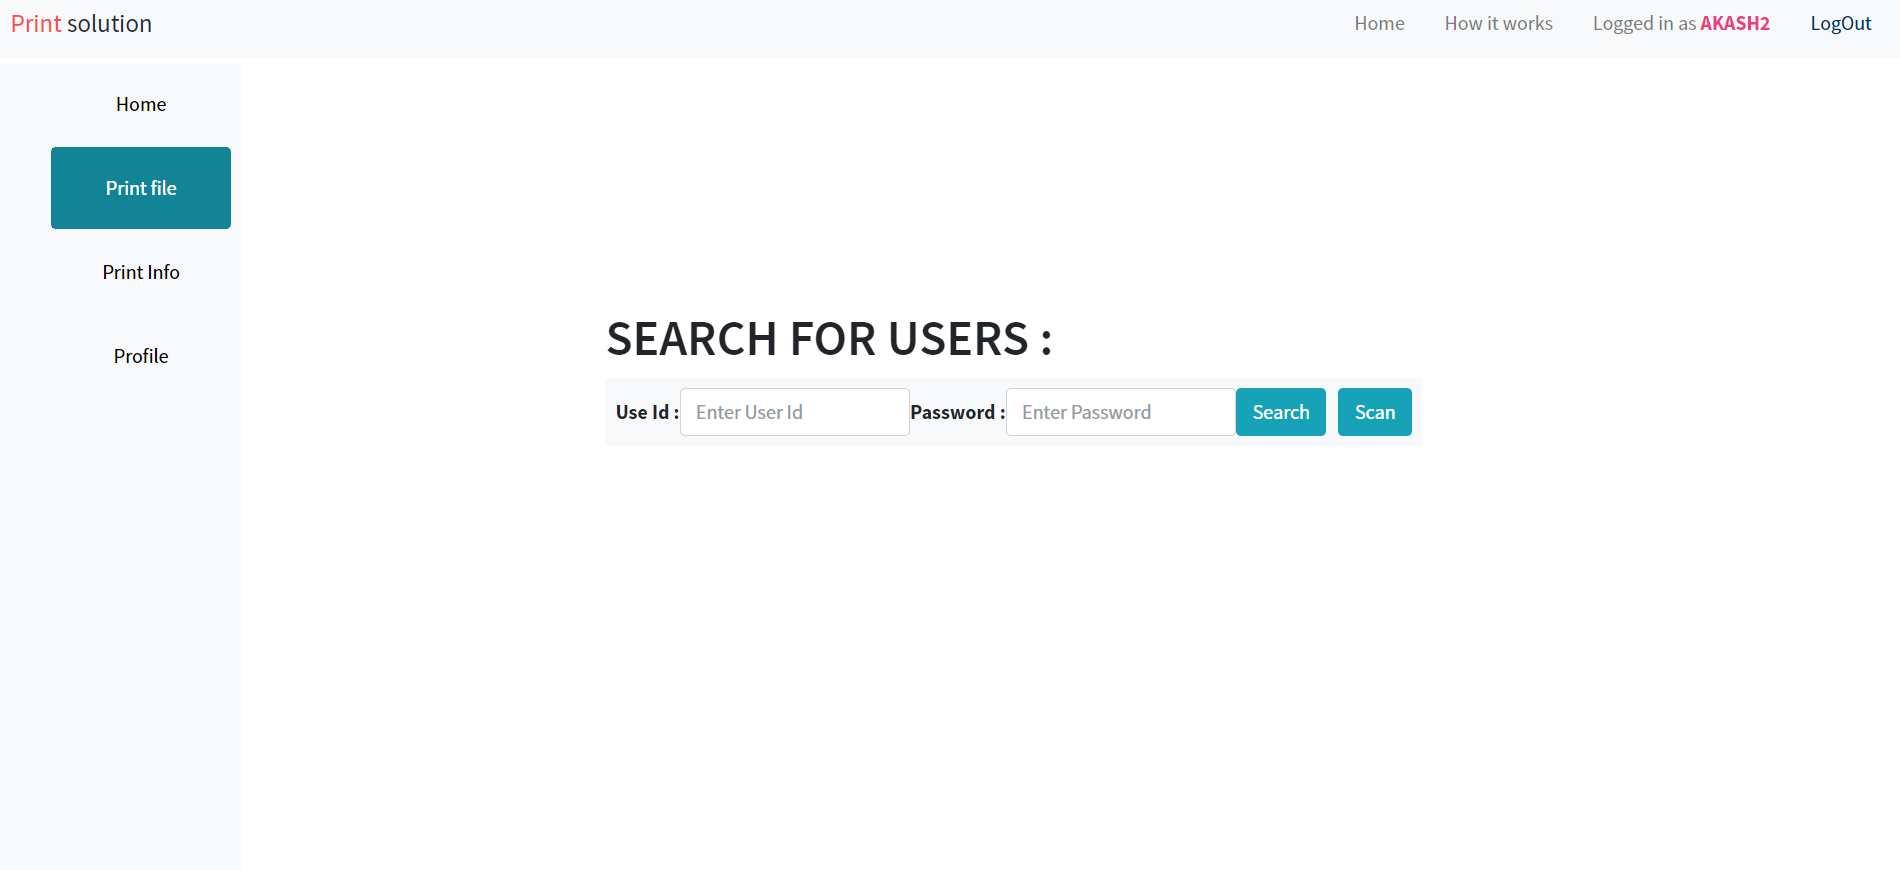 Print solution
Home
How it works
Logged in as AKASH2
LogOut
Home
Print file
Print Info
Profile
SEARCH FOR USERS :
Use Id : Enter User Id Password : Enter Password Search Scan